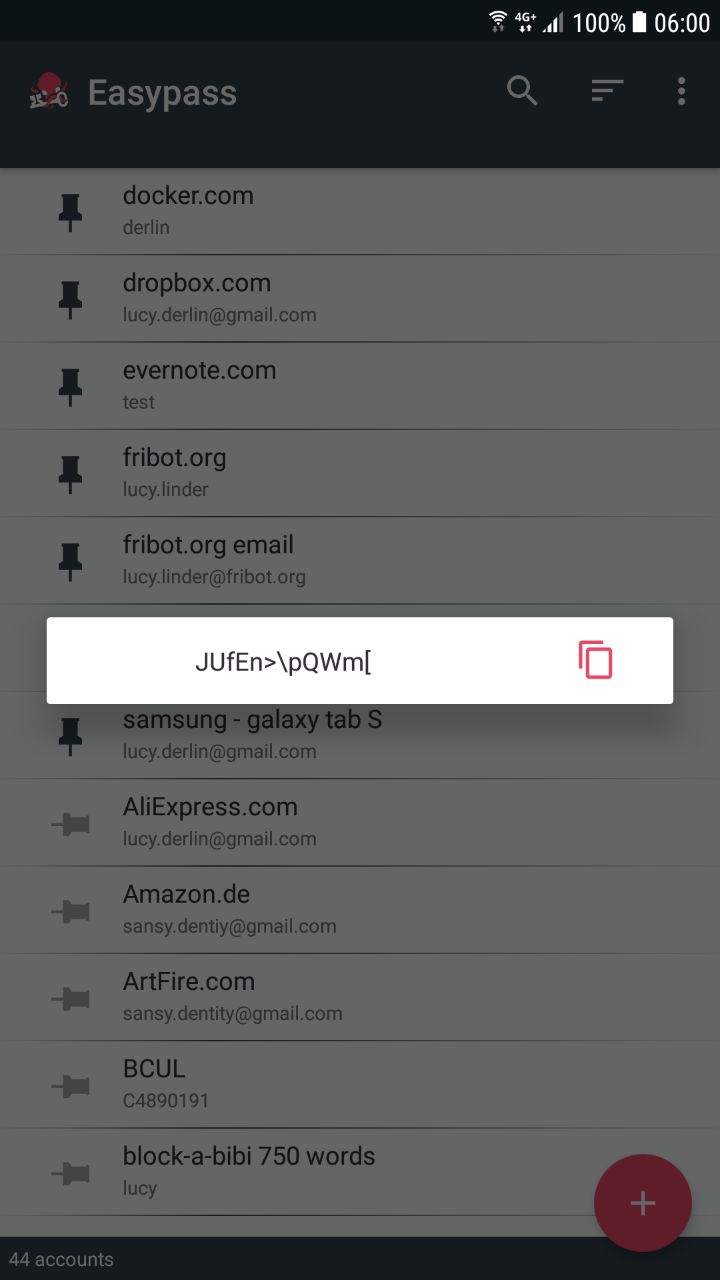 4G+ 100% 06:00
Easypass
docker.com
derlin
dropbox.com
lucy.derlin@gmail.com
evernote.com
test
fribot.org
lucy.linder
fribot.org email
lucy.linder@fribot.org
JUfEn>\pQWm[
samsung - galaxy tab S
lucy.derlin@gmail.com
AliExpress.com
lucy.derlin@gmail.com
Amazon.de
sansy.dentiy@gmail.com
ArtFire.com
sansy.dentity@gmail.com
BCUL
C4890191
block-a-bibi 750 words
lucy
44 accounts